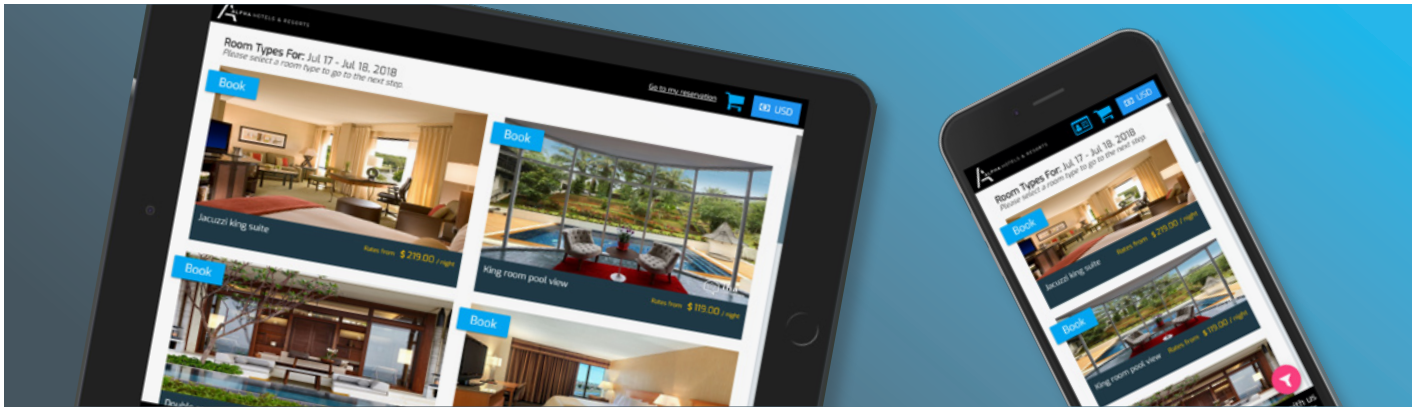 ALPHA HOTELS & RESORTS
Room Types For: Jul 17 - Jul 18, 2018
Please select a room type to go to the next step.
Go to my reservation
USD
Book
Jacuzzi king suite
Rates from $219.00 / night
Book
King room pool view
Rates from $119.00 / night
Book
Book
ALPHA HOTELS & RESORTS
USD
Room Types For: Jul 17 - Jul 18, 2018
Please select a room type to go to the next step.
Book
Jacuzzi king suite
Rates from $219.00 / night
Book
King room pool view
Rates from $119.00 / night
with us